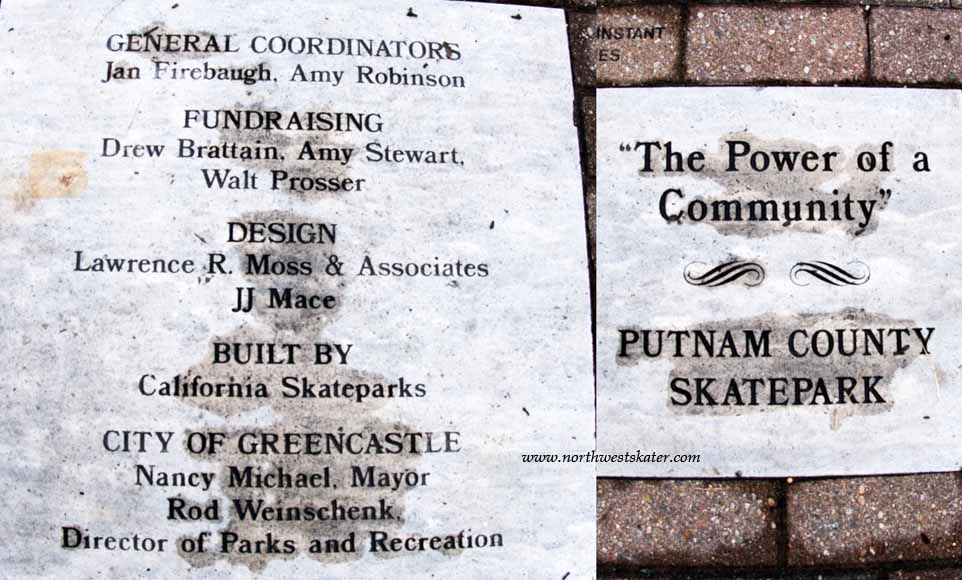 GENERAL COORDINATORS
Jan Firebaugh, Amy Robinson
FUNDRAISING
Drew Brattain, Amy Stewart,
Walt Prosser
DESIGN
Lawrence R. Moss & Associates
JJ Mace
BUILT BY
California Skateparks
CITY OF GREENCASTLE
Nancy Michael, Mayor
Rod Weinschenk,
Director of Parks and Recreation
INSTANT
ES
“The Power of a
Community”
PUTNAM COUNTY
SKATEPARK
www.northwestskater.com